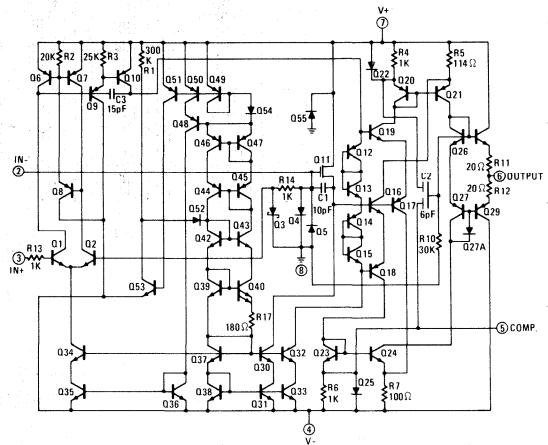 V+
⑦
20K R2
25K R3
300
K
R1
Q6
Q7
Q9
Q10
C3
15pF
Q51
Q50
Q49
Q48
Q54
Q55
Q22
R4
1K
Q20
R5
114Ω
Q21
Q46
Q47
Q19
Q12
Q26
R11
20Ω
⑥ OUTPUT
20Ω
R12
IN-
②
Q11
Q8
Q44
Q45
R14
1K
C1
10pF
Q13
Q16
Q17
C2
6pF
Q27
Q29
Q52
Q42
Q43
Q3
Q4
Q5
Q14
Q15
Q18
R10
30K
Q27A
③
IN+
R13
1K
Q1
Q2
⑧
Q53
Q39
Q40
R17
180Ω
⑤ COMP.
Q34
Q37
Q30
Q32
Q23
Q24
Q35
Q36
Q38
Q31
Q33
R6
1K
Q25
R7
100Ω
④
V-